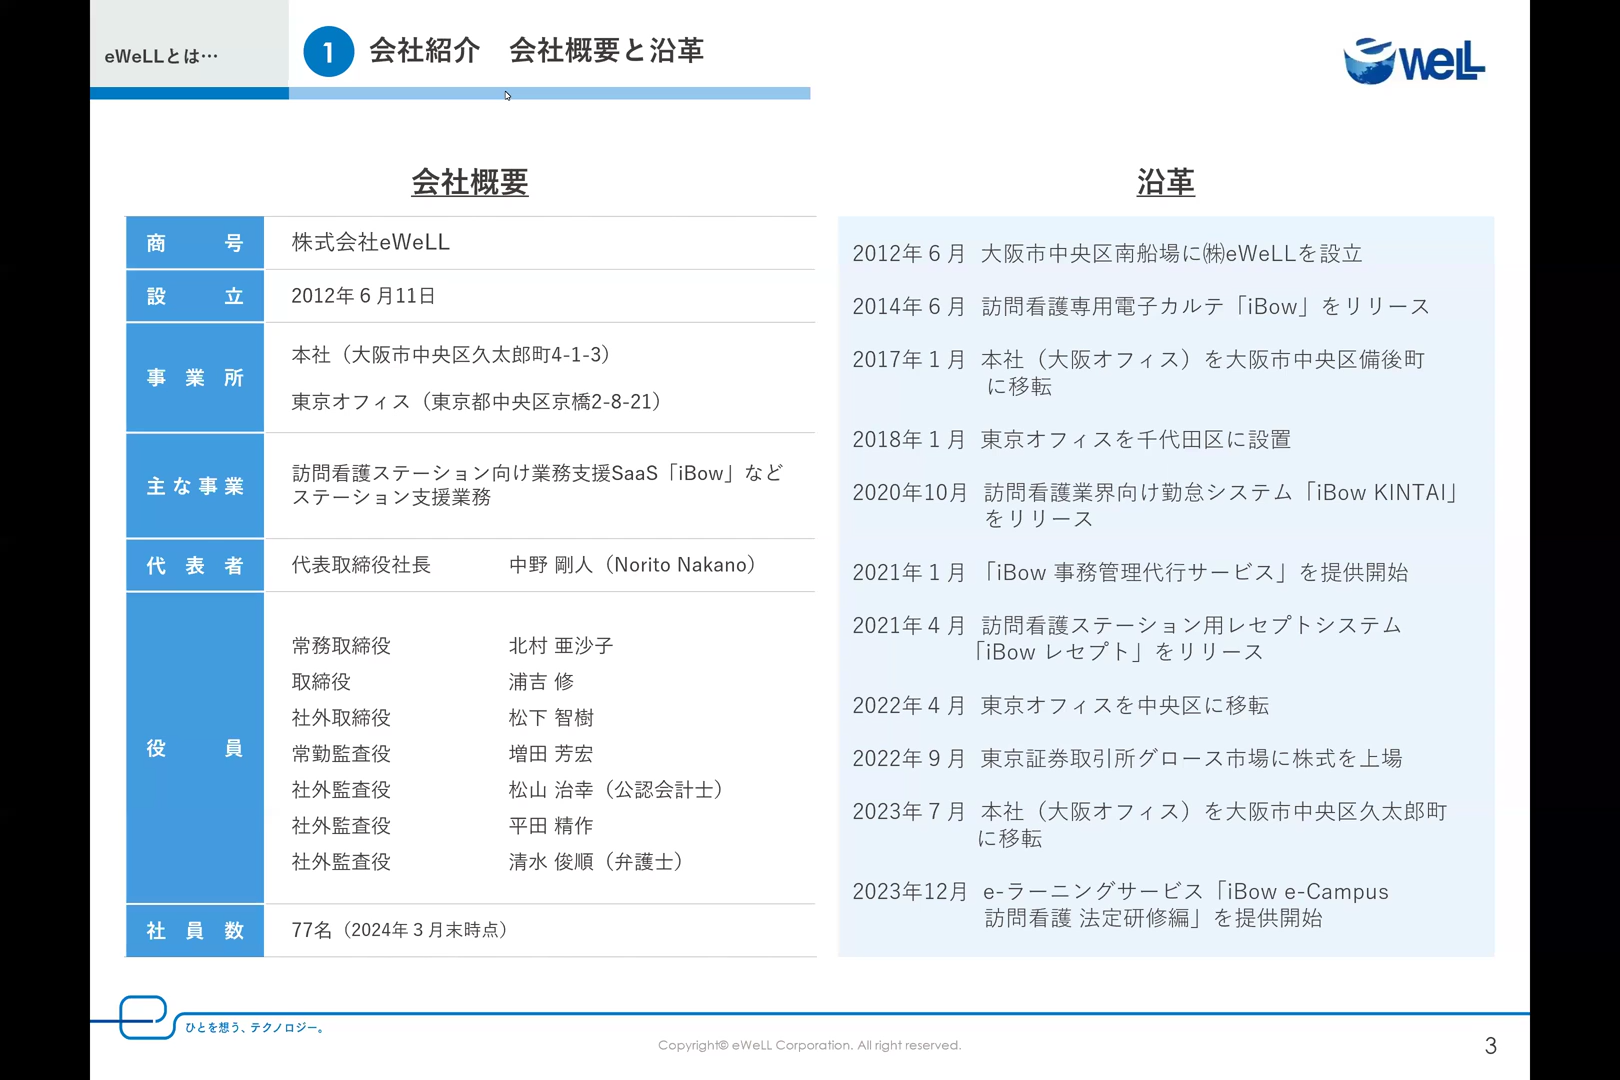 eWeLLとは…
1 会社紹介　会社概要と沿革
eWeLL
会社概要
商号 株式会社eWeLL
設立 2012年６月11日
事業所 本社（大阪市中央区久太郎町4-1-3）
東京オフィス（東京都中央区京橋2-8-21）
主な事業 訪問看護ステーション向け業務支援SaaS「iBow」など
ステーション支援業務
代表者 代表取締役社長 中野 剛人（Norito Nakano）
役員
常務取締役 北村 亜沙子
取締役 浦吉 修
社外取締役 松下 智樹
常勤監査役 増田 芳宏
社外監査役 松山 治幸（公認会計士）
社外監査役 平田 精作
社外監査役 清水 俊順（弁護士）
社員数 77名（2024年３月末時点）
沿革
2012年６月 大阪市中央区南船場に㈱eWeLLを設立
2014年６月 訪問看護専用電子カルテ「iBow」をリリース
2017年１月 本社（大阪オフィス）を大阪市中央区備後町
に移転
2018年１月 東京オフィスを千代田区に設置
2020年10月 訪問看護業界向け勤怠システム「iBow KINTAI」
をリリース
2021年１月 「iBow 事務管理代行サービス」を提供開始
2021年４月 訪問看護ステーション用レセプトシステム
「iBow レセプト」をリリース
2022年４月 東京オフィスを中央区に移転
2022年９月 東京証券取引所グロース市場に株式を上場
2023年７月 本社（大阪オフィス）を大阪市中央区久太郎町
に移転
2023年12月 e-ラーニングサービス「iBow e-Campus
訪問看護 法定研修編」を提供開始
ひとを想う、テクノロジー。
Copyright© eWeLL Corporation. All right reserved.
3